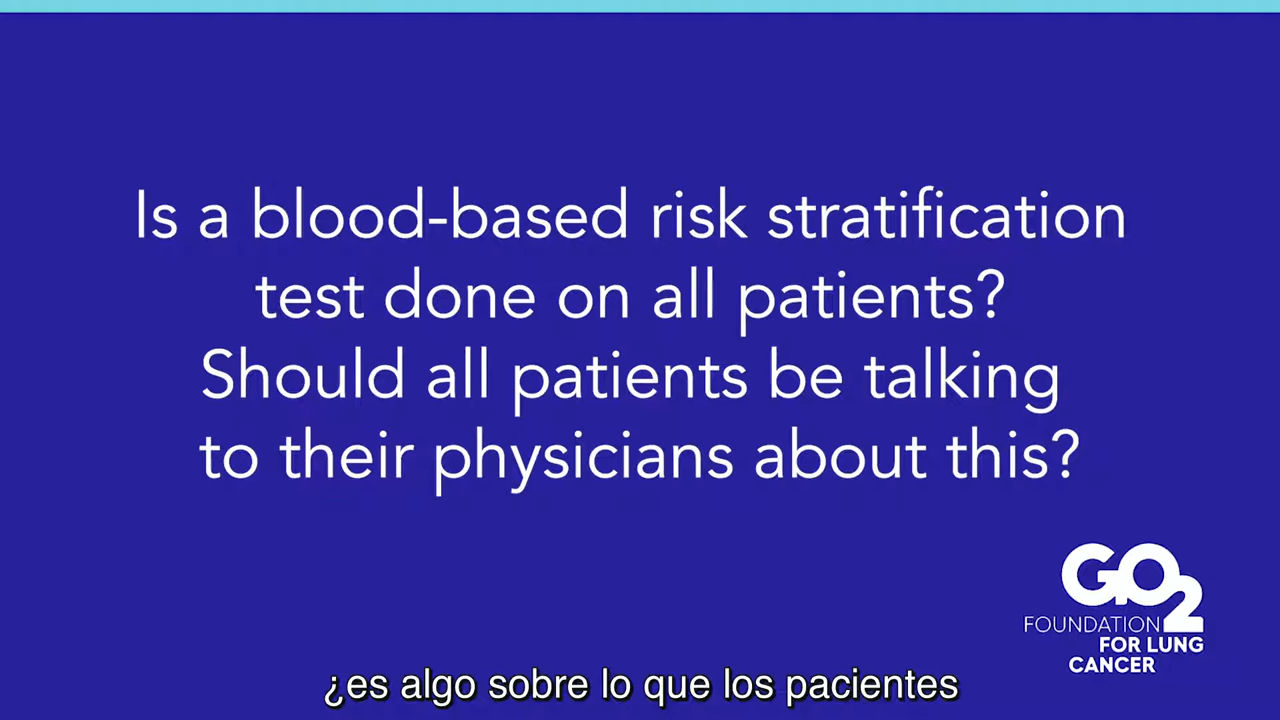 Is a blood-based risk stratification
test done on all patients?
Should all patients be talking
to their physicians about this?
GO2
FOUNDATION
FOR LUNG
CANCER
¿es algo sobre lo que los pacientes